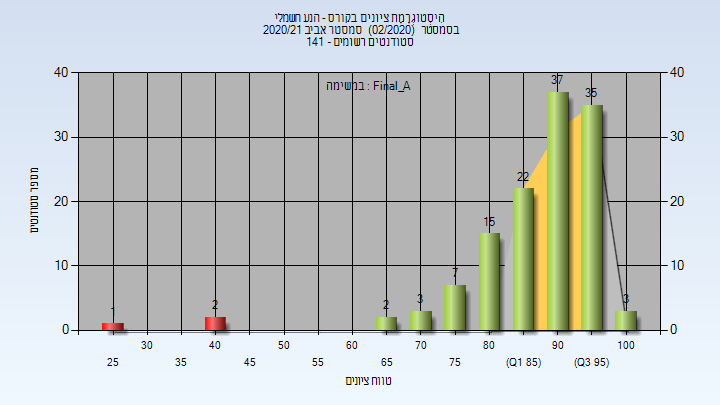 היסטוגרמת ציונים בקורס - הנע חשמלי
בסמסטר (02/2020) סמסטר אביב 2020/21
סטודנטים רשומים - 141
במשימה : Final_A
מספר סטודנטים
40
30
20
10
0
40
30
20
10
0
1
2
2
3
7
15
22
37
35
3
30 40 50 60 70 80 90 100
25 35 45 55 65 75 (Q1 85) (Q3 95)
טווח ציונים